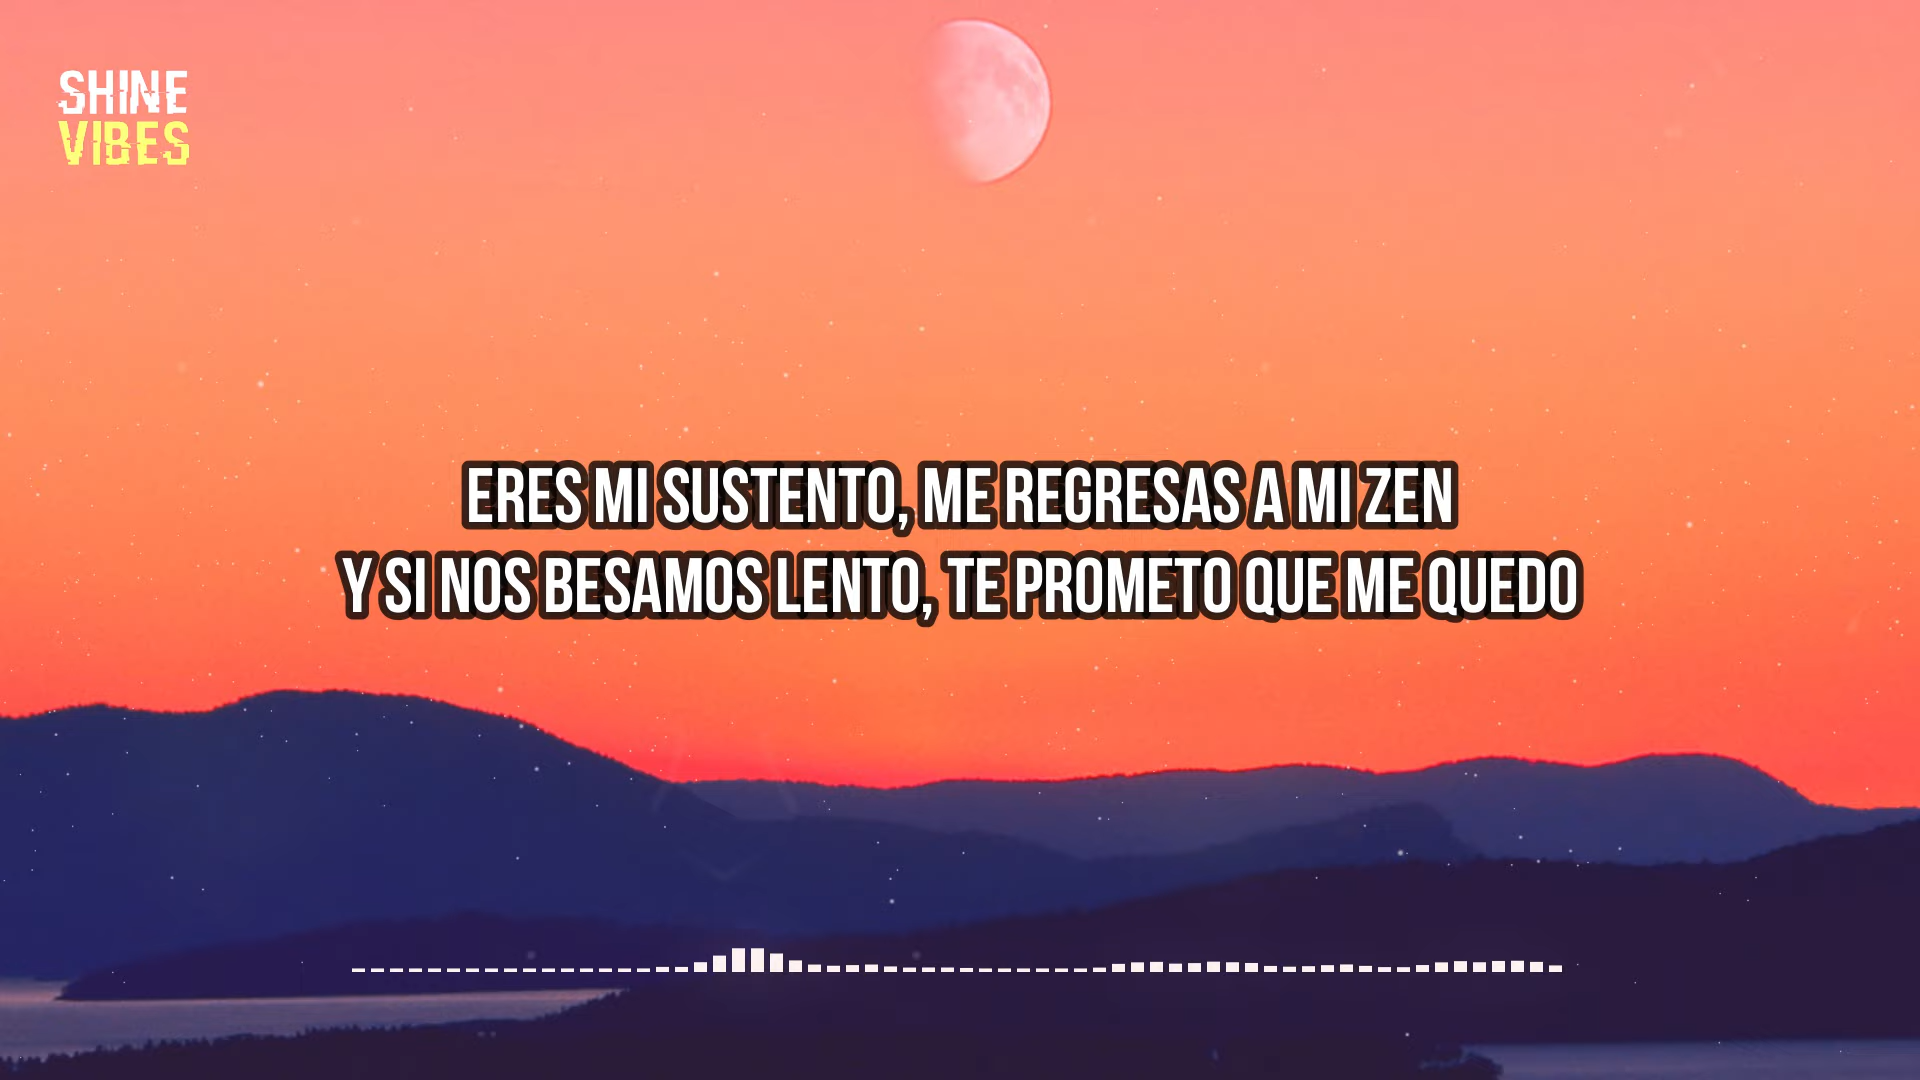 SHINE
VIBES
ERES MI SUSTENTO, ME REGRESAS A MI ZEN
Y SI NOS BESAMOS LENTO, TE PROMETO QUE ME QUEDO